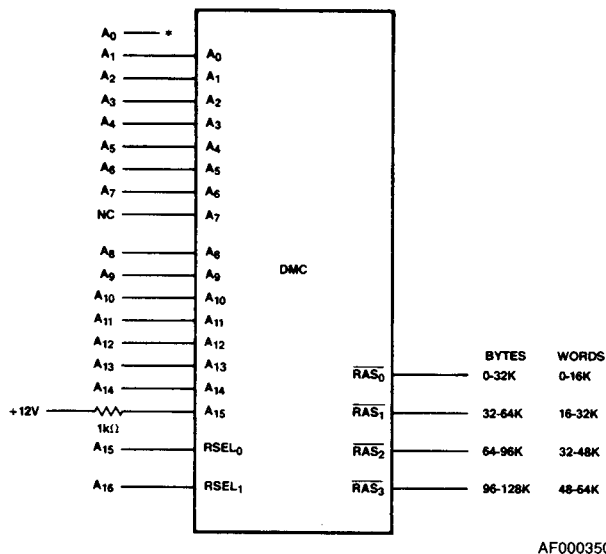 A0 *
A1 A0
A2 A1
A3 A2
A4 A3
A5 A4
A6 A5
A7 A6
NC A7
A8 A8
A9 A9
DMC
A10 A10
A11 A11
A12 A12
BYTES WORDS
A13 A13
RAS0 0-32K 0-16K
A14 A14
+12V A15
1kΩ
RAS1 32-64K 16-32K
A15 RSEL0
RAS2 64-96K 32-48K
A16 RSEL1
RAS3 96-128K 48-64K
AF000350